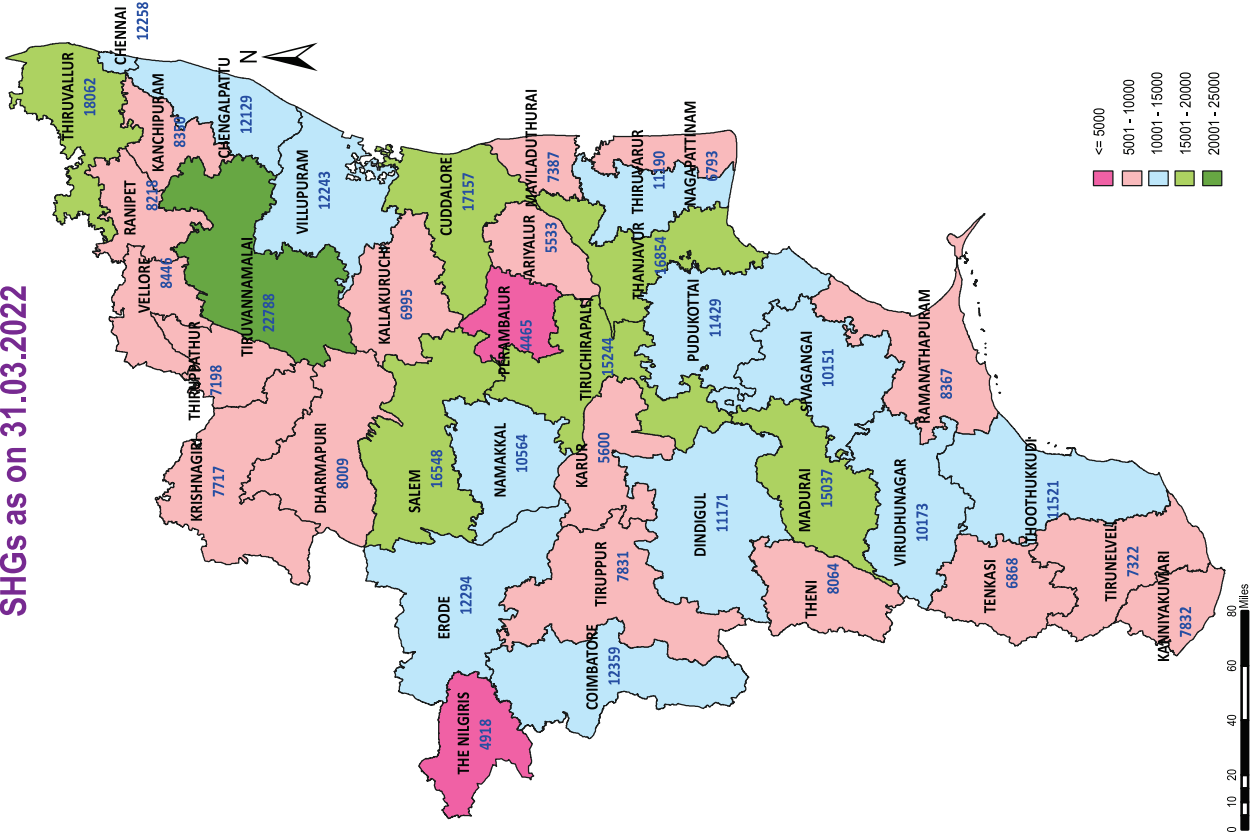 SHGs as on 31.03.2022
THIRUVALLUR
18062
CHENNAI
12258
KANCHIPURAM
CHENGALPATTU
12129
RANIPET
8218
VELLORE
8446
TIRUVANNAMALAI
22788
VILLUPURAM
12243
7198
KRISHNAGIRI
7717
DHARMAPURI
8009
KALLAKURUCHI
6995
CUDDALORE
17157
SALEM
16548
NAMAKKAL
10564
ERODE
12294
THE NILGIRIS
4918
COIMBATORE
12359
TIRUPPUR
7831
KARUR
5600
PERAMBALUR
4465
ARIYALUR
5533
MAYILADUTHURAI
7387
TIRUCHIRAPALLI
15244
THANJAVUR
16854
THIRUVARUR
11190
NAGAPATTINAM
6793
PUDUKOTTAI
11429
DINDIGUL
11171
SIVAGANGAI
10151
MADURAI
15037
THENI
8064
VIRUDHUNAGAR
10173
RAMANATHAPURAM
8367
THOOTHUKKUDI
11521
TENKASI
6868
TIRUNELVELI
7322
KANNIYAKUMARI
7832
N
<= 5000
5001 - 10000
10001 - 15000
15001 - 20000
20001 - 25000
0 10 20 40 60 80
Miles